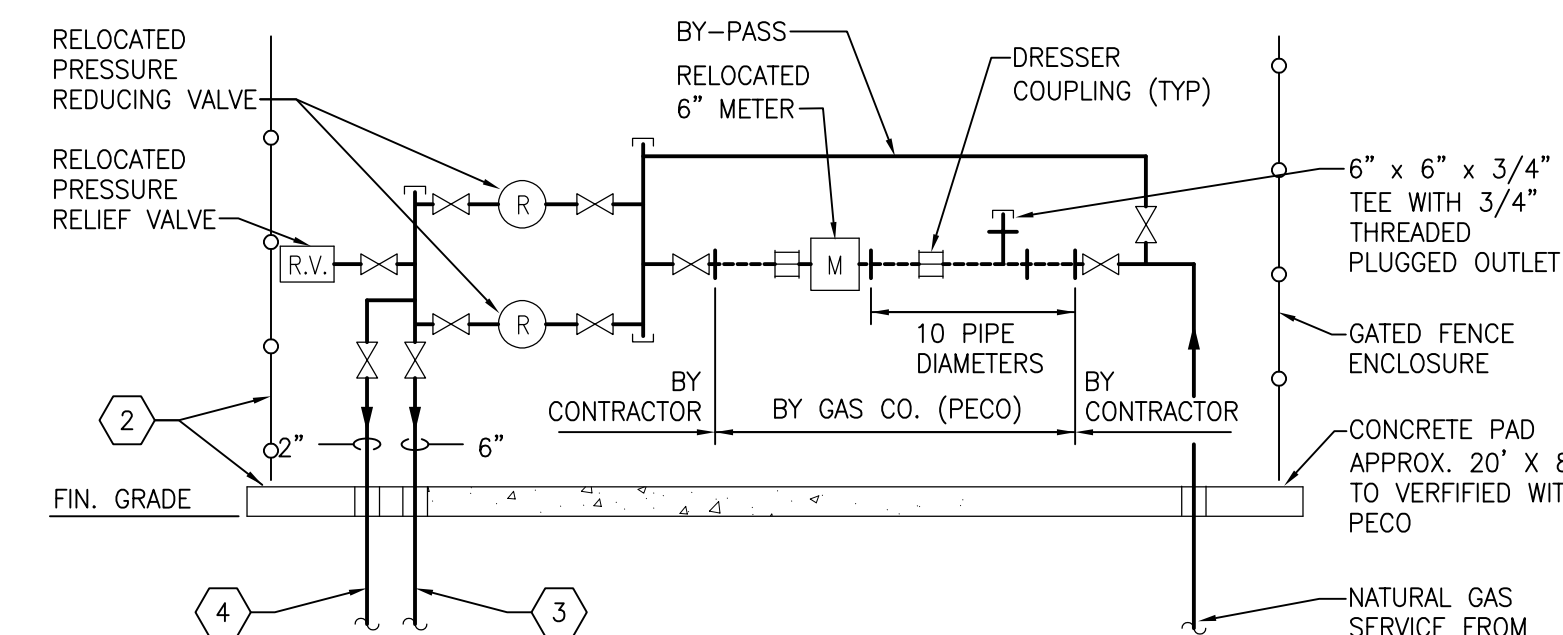 RELOCATED
PRESSURE
REDUCING VALVE
RELOCATED
PRESSURE
RELIEF VALVE
BY-PASS
RELOCATED
6" METER
DRESSER
COUPLING (TYP)
6" x 6" x 3/4"
TEE WITH 3/4"
THREADED
PLUGGED OUTLET
R
R.V.
M
R
10 PIPE
DIAMETERS
GATED FENCE
ENCLOSURE
BY
CONTRACTOR
BY GAS CO. (PECO)
BY
CONTRACTOR
2
2"
6"
CONCRETE PAD
APPROX. 20' X
TO VERFIFIED
PECO
FIN. GRADE
4
3
NATURAL GAS
SERVICE FROM